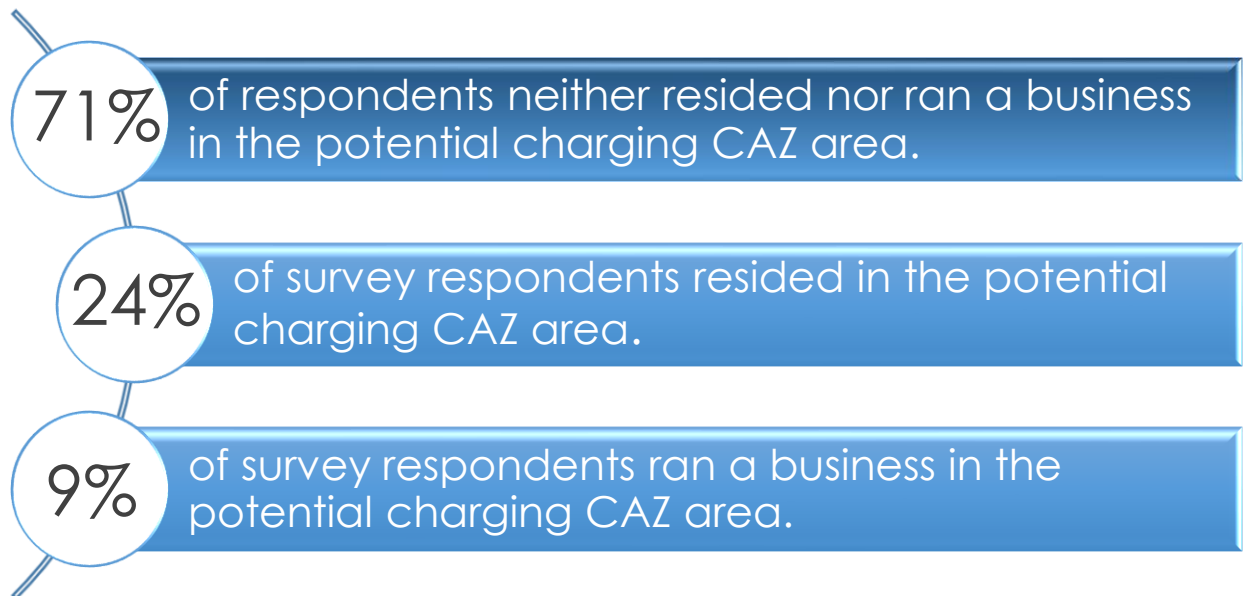 71%
of respondents neither resided nor ran a business
in the potential charging CAZ area.
24%
of survey respondents resided in the potential
charging CAZ area.
9%
of survey respondents ran a business in the
potential charging CAZ area.